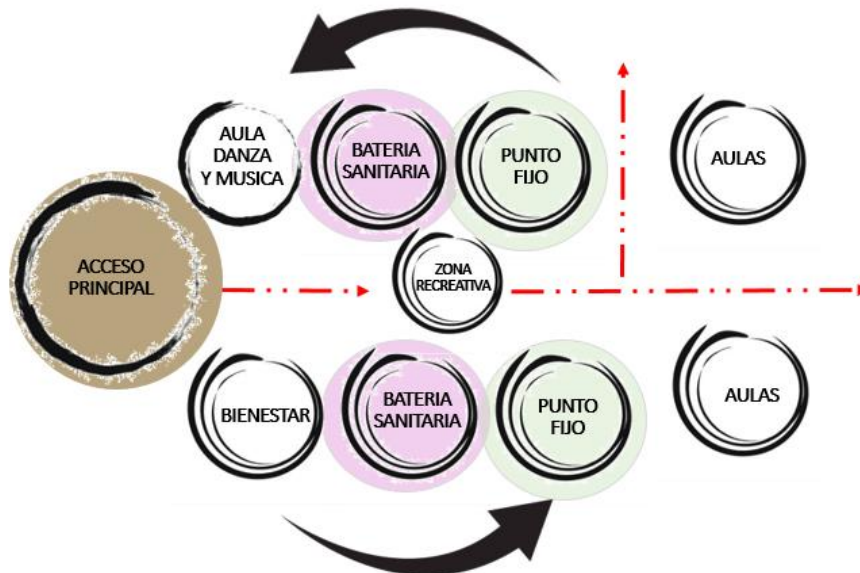 AULA
DANZA
Y MUSICA
BATERIA
SANITARIA
PUNTO
FIJO
AULAS
ACCESO
PRINCIPAL
ZONA
RECREATIVA
BIENESTAR
BATERIA
SANITARIA
PUNTO
FIJO
AULAS